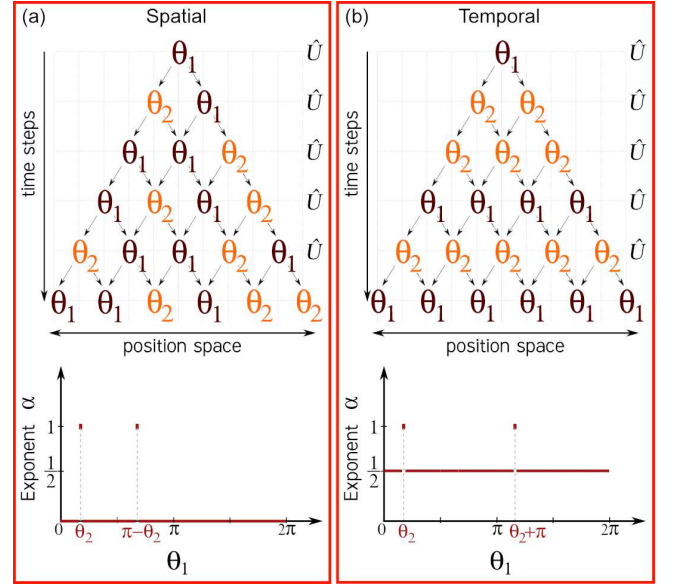 (a) Spatial
θ₁ Û
θ₂ θ₁ Û
θ₁ θ₁ θ₂ Û
θ₁ θ₂ θ₁ θ₂ Û
θ₂ θ₁ θ₁ θ₂ θ₁ Û
θ₁ θ₁ θ₂ θ₁ θ₂ θ₂
time steps
position space
Exponent α
1
1/2
0 θ₂ π−θ₂ π 2π
θ₁
(b) Temporal
θ₁ Û
θ₂ θ₂ Û
θ₂ θ₂ θ₂ Û
θ₁ θ₁ θ₁ θ₁ Û
θ₂ θ₂ θ₂ θ₂ θ₂ Û
θ₁ θ₁ θ₁ θ₁ θ₁ θ₁
time steps
position space
Exponent α
1
1/2
0 θ₂ π θ₂+π 2π
θ₁